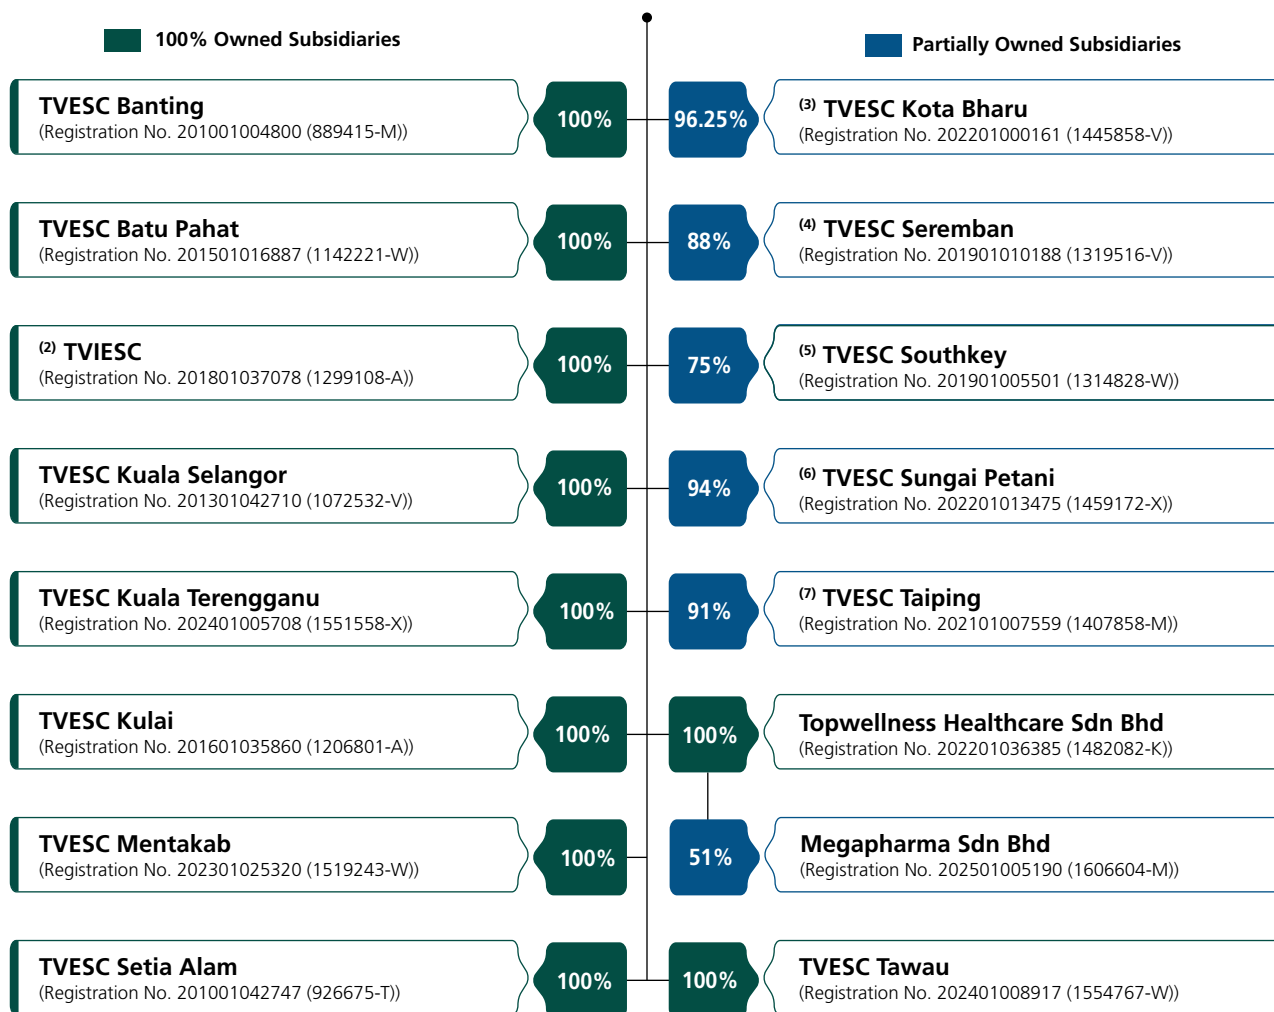 100% Owned Subsidiaries
TVESC Banting
(Registration No. 201001004800 (889415-M))
100%
TVESC Batu Pahat
(Registration No. 201501016887 (1142221-W))
100%
(2) TVIESC
(Registration No. 201801037078 (1299108-A))
100%
TVESC Kuala Selangor
(Registration No. 201301042710 (1072532-V))
100%
TVESC Kuala Terengganu
(Registration No. 202401005708 (1551558-X))
100%
TVESC Kulai
(Registration No. 201601035860 (1206801-A))
100%
TVESC Mentakab
(Registration No. 202301025320 (1519243-W))
100%
TVESC Setia Alam
(Registration No. 201001042747 (926675-T))
100%
Partially Owned Subsidiaries
96.25%
(3) TVESC Kota Bharu
(Registration No. 202201000161 (1445858-V))
88%
(4) TVESC Seremban
(Registration No. 201901010188 (1319516-V))
75%
(5) TVESC Southkey
(Registration No. 201901005501 (1314828-W))
94%
(6) TVESC Sungai Petani
(Registration No. 202201013475 (1459172-X))
91%
(7) TVESC Taiping
(Registration No. 202101007559 (1407858-M))
100%
Topwellness Healthcare Sdn Bhd
(Registration No. 202201036385 (1482082-K))
51%
Megapharma Sdn Bhd
(Registration No. 202501005190 (1606604-M))
100%
TVESC Tawau
(Registration No. 202401008917 (1554767-W))